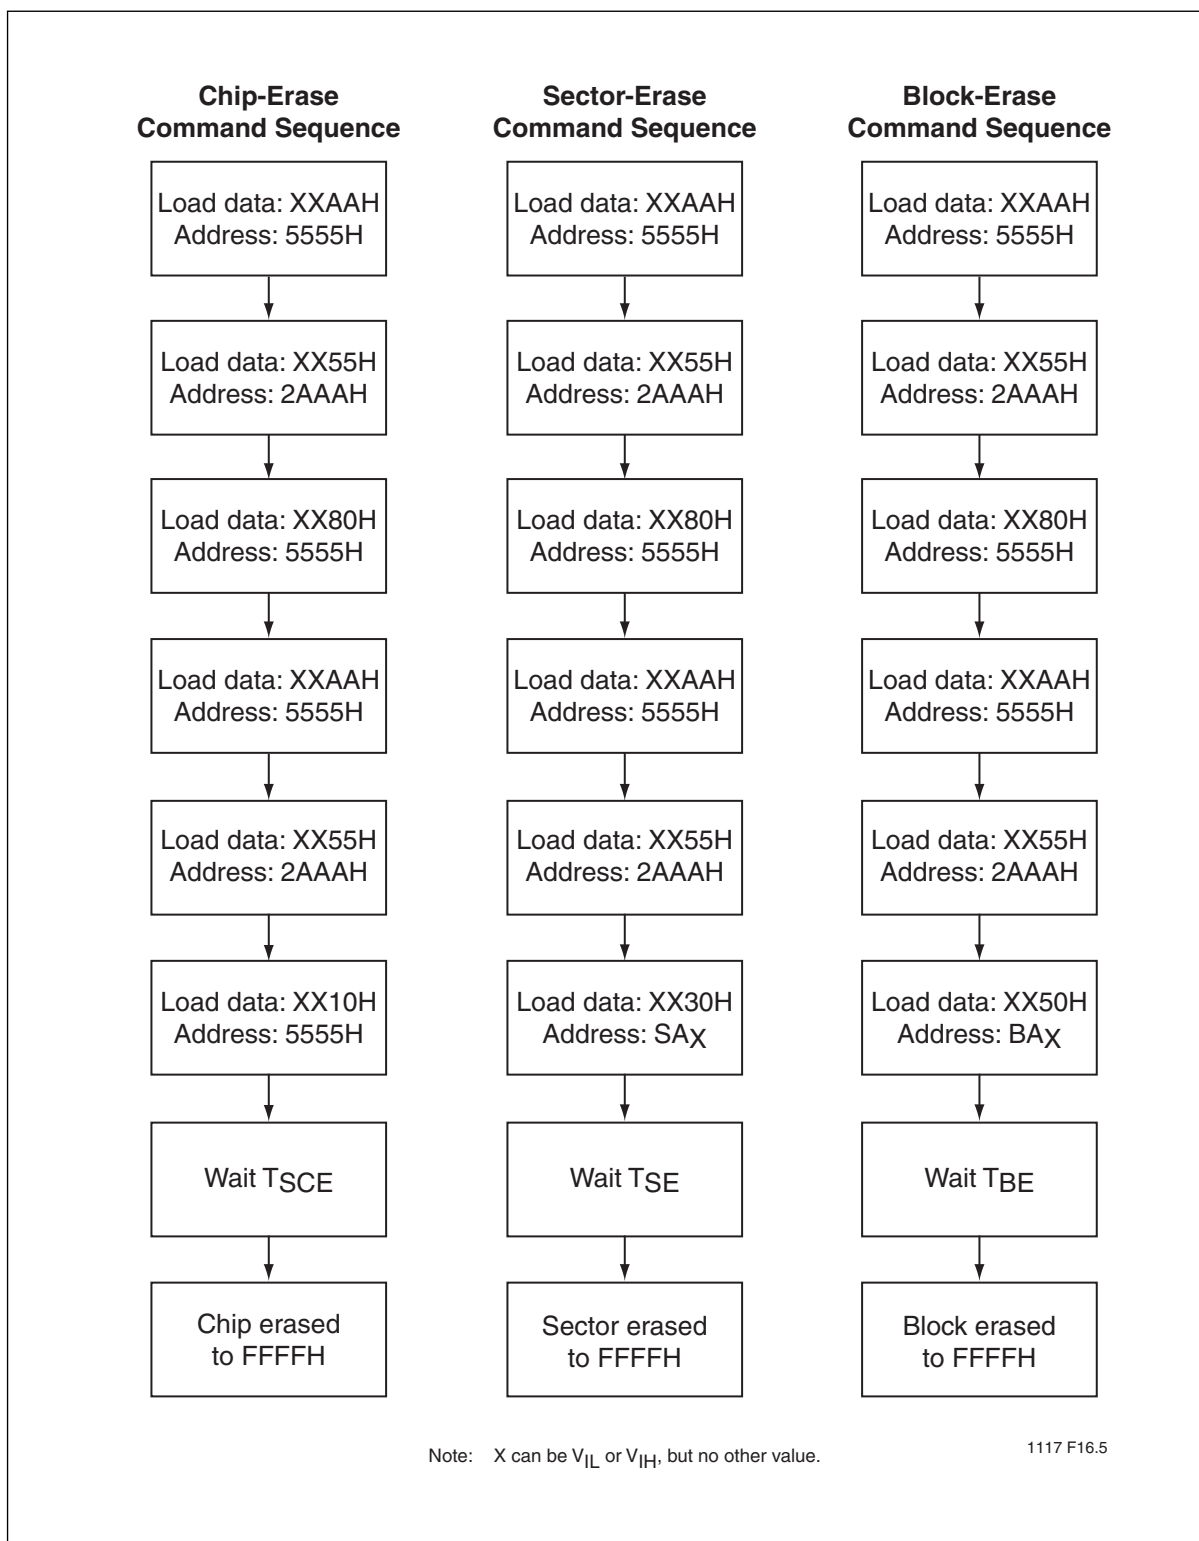 Chip-Erase
Command Sequence
Load data: XXAAH
Address: 5555H
Load data: XX55H
Address: 2AAAH
Load data: XX80H
Address: 5555H
Load data: XXAAH
Address: 5555H
Load data: XX55H
Address: 2AAAH
Load data: XX10H
Address: 5555H
Wait TSCE
Chip erased
to FFFFH
Sector-Erase
Command Sequence
Load data: XXAAH
Address: 5555H
Load data: XX55H
Address: 2AAAH
Load data: XX80H
Address: 5555H
Load data: XXAAH
Address: 5555H
Load data: XX55H
Address: 2AAAH
Load data: XX30H
Address: SAX
Wait TSE
Sector erased
to FFFFH
Block-Erase
Command Sequence
Load data: XXAAH
Address: 5555H
Load data: XX55H
Address: 2AAAH
Load data: XX80H
Address: 5555H
Load data: XXAAH
Address: 5555H
Load data: XX55H
Address: 2AAAH
Load data: XX50H
Address: BAX
Wait TBE
Block erased
to FFFFH
Note: X can be VIL or VIH, but no other value.
1117 F16.5